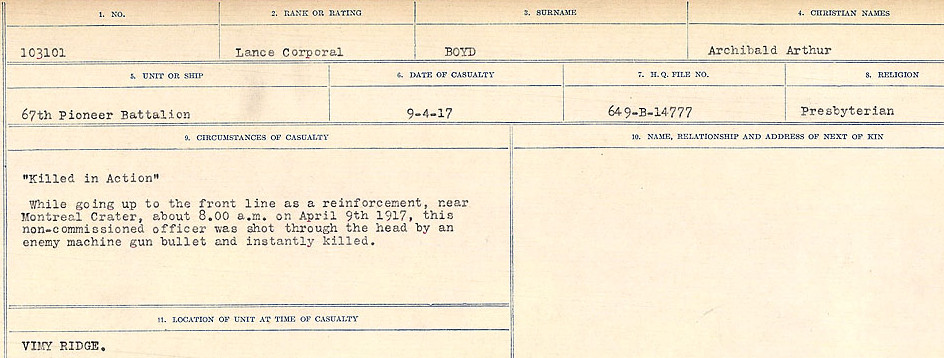 1. NO. 2. RANK OR RATING 3. SURNAME 4. CHRISTIAN NAMES
103101 Lance Corporal BOYD Archibald Arthur
5. UNIT OR SHIP 6. DATE OF CASUALTY 7. H.Q. FILE NO. 8. RELIGION
67th Pioneer Battalion 9-4-17 649-B-14777 Presbyterian
9. CIRCUMSTANCES OF CASUALTY 10. NAME, RELATIONSHIP AND ADDRESS OF NEXT OF KIN
"Killed in Action"
While going up to the front line as a reinforcement, near
Montreal Crater, about 8.00 a.m. on April 9th 1917, this
non-commissioned officer was shot through the head by an
enemy machine gun bullet and instantly killed.
11. LOCATION OF UNIT AT TIME OF CASUALTY
VIMY RIDGE.